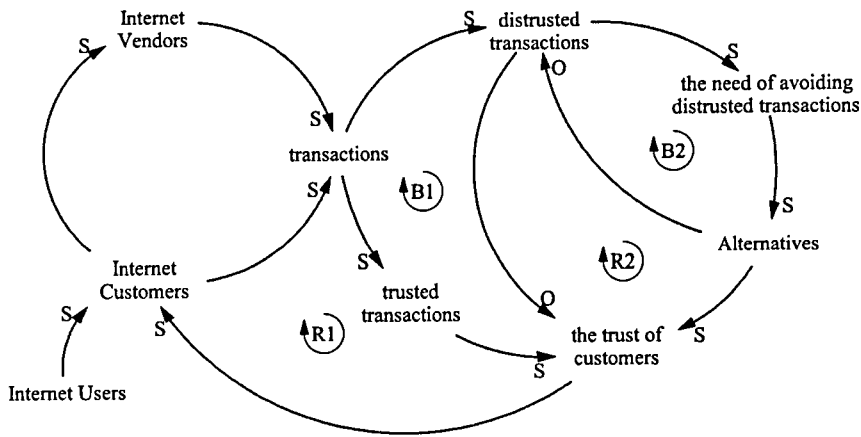 Internet
Vendors
S
S
distrusted
transactions
S
O
S
the need of avoiding
distrusted transactions
S
transactions
S
B1
B2
S
Alternatives
S
Internet
Customers
trusted
transactions
R2
O
S
S
R1
S
the trust of
customers
S
Internet Users